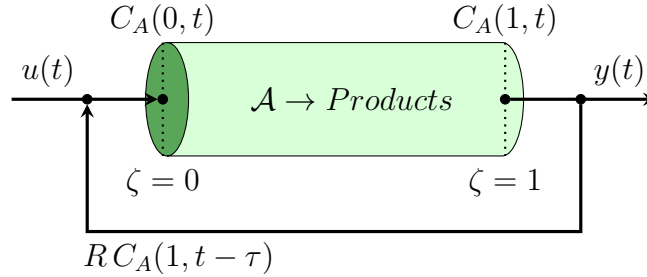 C_A(0, t)
C_A(1, t)
u(t)
y(t)
𝒜 → Products
ζ = 0
ζ = 1
R C_A(1, t − τ)